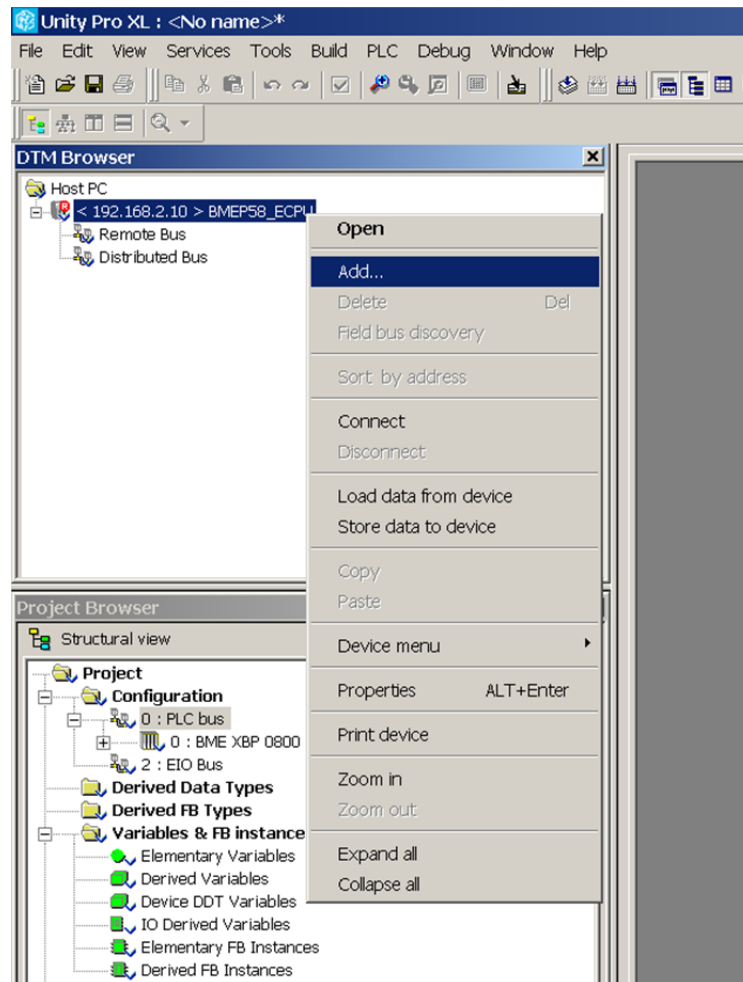 Unity Pro XL : <No name>*
File Edit View Services Tools Build PLC Debug Window Help
DTM Browser
Host PC
< 192.168.2.10 > BMEP58_ECPU
Remote Bus
Distributed Bus
Open
Add...
Delete Del
Field bus discovery
Sort by address
Connect
Disconnect
Load data from device
Store data to device
Copy
Paste
Device menu
Properties ALT+Enter
Print device
Zoom in
Zoom out
Expand all
Collapse all
Project Browser
Structural view
Project
Configuration
0 : PLC bus
0 : BME XBP 0800
2 : EIO Bus
Derived Data Types
Derived FB Types
Variables & FB instance
Elementary Variables
Derived Variables
Device DDT Variables
IO Derived Variables
Elementary FB Instances
Derived FB Instances